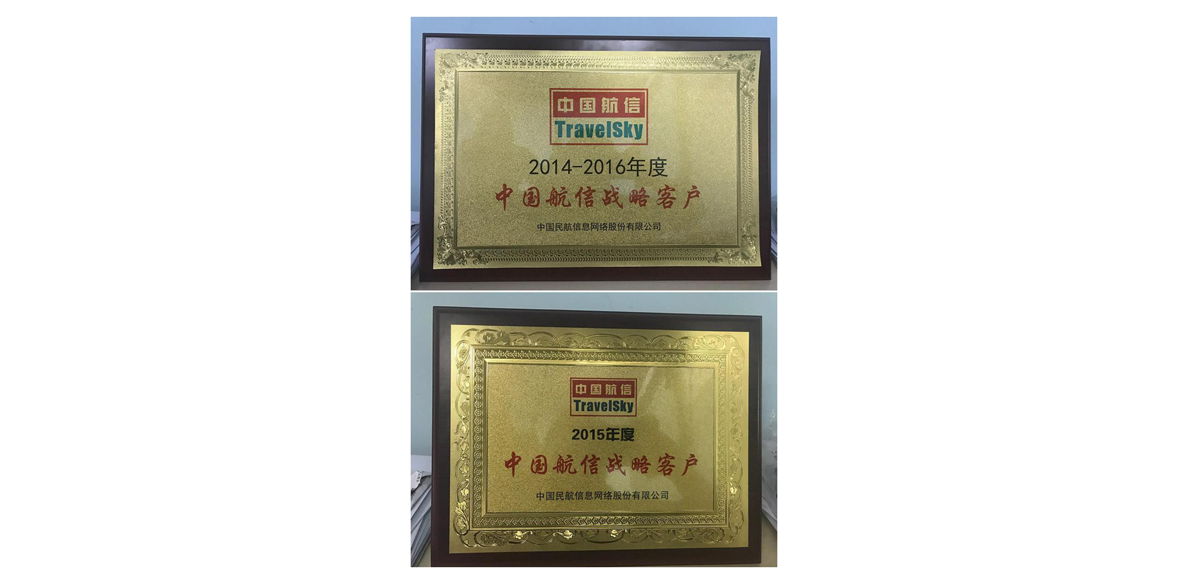 中国航信
TravelSky
2014-2016年度
中国航信战略客户
中国民航信息网络股份有限公司
中国航信
TravelSky
2015年度
中国航信战略客户
中国民航信息网络股份有限公司